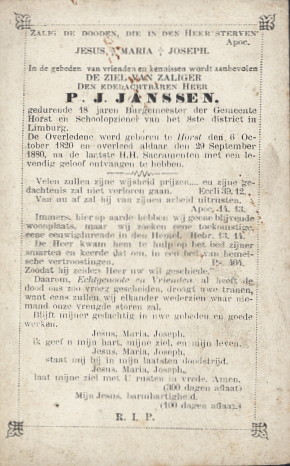 ZALIG DE DOODEN, DIE IN DEN HEER STERVEN
Apoc.
JESUS, MARIA JOSEPH.
In de gebeden van vrienden en kennissen wordt aanbevolen
DE ZIEL VAN ZALIGER
DEN EDELACHTBAREN HEER
P. J. JANSSEN.
gedurende 18 jaren Burgemeester der Gemeente
Horst en Schoolopziener van het 8ste district in
Limburg.
De Overledene werd geboren te Horst den 6 Oc-
tober 1820 en overleed aldaar den 29 September
1880, na de laatste H.H. Sacramenten met een le-
vendig geloof ontvangen te hebben.
Velen zullen zijne wijsheid prijzen... en zijne ge-
dachtenis zal niet verloren gaan. Eccli 39, 12.
Van nu af zal hij van zijnen arbeid uitrusten.
Apoc. 14. 13.
Immers, hier op aarde hebben wij geene blijvende
woonplaats, maar wij zoeken eene toekomstige:
eene eeuwigdurende in den Hemel. Hebr. 13. 14.
De Heer kwam hem te hulp op het bed zijner
smarten en keerde dat om, in een bed van hemel-
sche vertroostingen. Ps.
Zoodat hij zeide: Heer uw wil geschiede.
Daarom, Echtgenoote en Vrienden al heeft de
dood ons zoo vroeg gescheiden, droogt uwe tranen,
want eens zullen wij elkander wederzien waar nie-
mand onze vreugde storen zal.
Blijft mijner gedachtig in uwe gebeden en goede
werken.
Jesus, Maria, Joseph,
ik geef u mijn hart, mijne ziel, en mijn leven.
Jesus, Maria, Joseph,
staat mij bij in mijn laatsten doodstrijd.
Jesus, Maria, Joseph,
laat mijne ziel met U rusten in vrede. Amen.
(300 dagen aflaat)
Mijn Jesus, barmhartigheid.
(100 dagen aflaat.)
R. I. P.